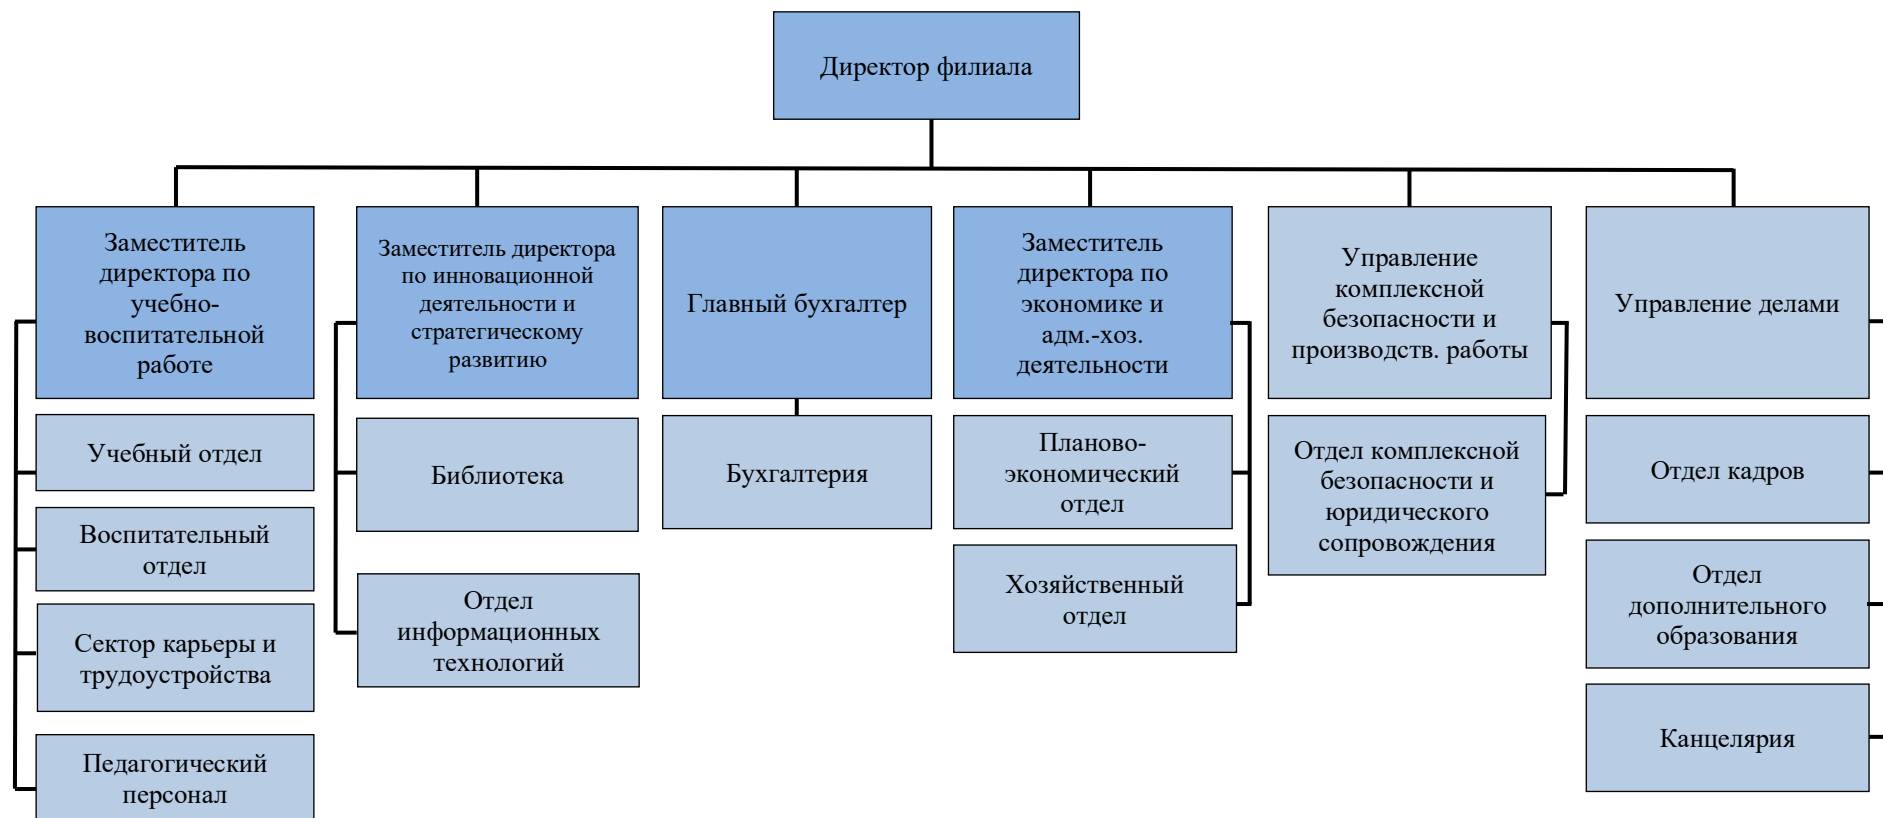 Директор филиала
Заместитель
директора по
учебно-
воспитательной
работе
Заместитель директора
по инновационной
деятельности и
стратегическому
развитию
Главный бухгалтер
Заместитель
директора по
экономике и
адм.-хоз.
деятельности
Управление
комплексной
безопасности и
производств. работы
Управление делами
Учебный отдел
Воспитательный
отдел
Сектор карьеры и
трудоустройства
Педагогический
персонал
Библиотека
Отдел
информационных
технологий
Бухгалтерия
Планово-
экономический
отдел
Хозяйственный
отдел
Отдел комплексной
безопасности и
юридического
сопровождения
Отдел кадров
Отдел
дополнительного
образования
Канцелярия